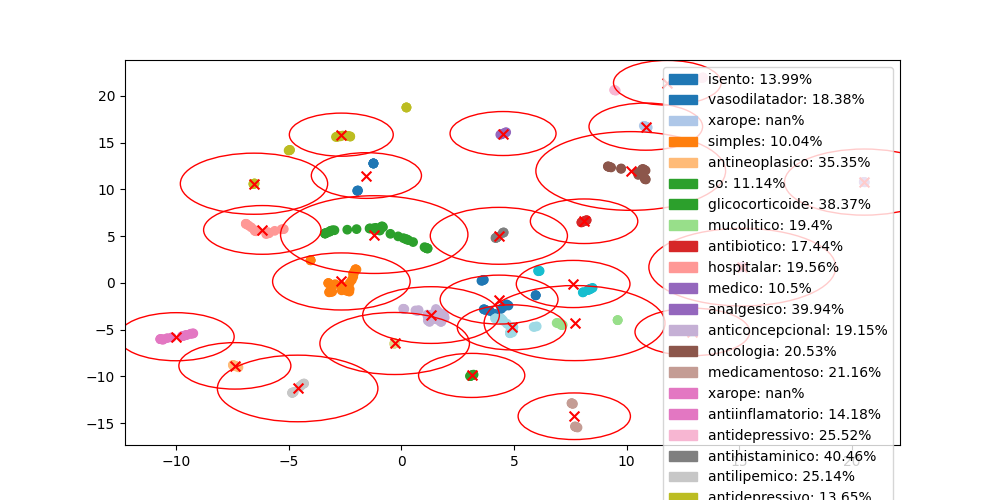 isento: 13.99%
vasodilatador: 18.38%
xarope: nan%
simples: 10.04%
antineoplasico: 35.35%
so: 11.14%
glicocorticoide: 38.37%
mucolitico: 19.4%
antibiotico: 17.44%
hospitalar: 19.56%
medico: 10.5%
analgesico: 39.94%
anticoncepcional: 19.15%
oncologia: 20.53%
medicamentoso: 21.16%
xarope: nan%
antiinflamatorio: 14.18%
antidepressivo: 25.52%
antihistaminico: 40.46%
antilipemico: 25.14%
antidepressivo: 13.65%
20
15
10
5
0
−5
−10
−15
−10 −5 0 5 10 15 20